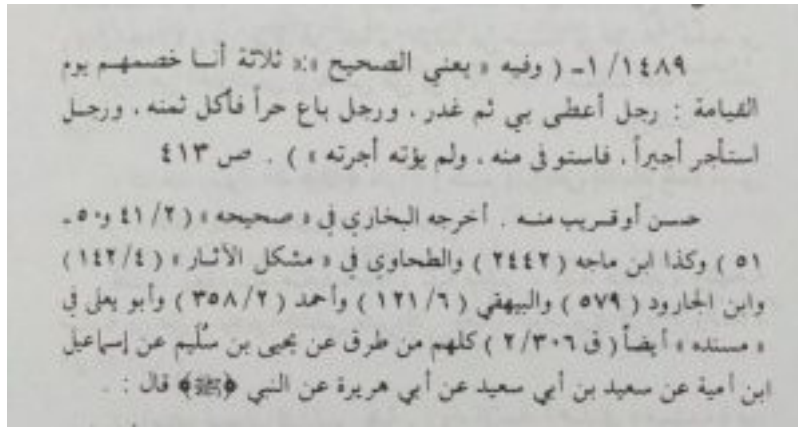 ١٤٨٩ /١ـ ( وفيه « يعني الصحيح »:« ثلاثة أنا خصمهم يوم
القيامة : رجل أعطى بي ثم غدر . ورجل باع حراً فأكل ثمنه . ورجل
استأجر أجيراً . فاستوفى منه . ولم يؤته أجرته » ) . ص ٤١٣
حسن أو قريب منه . أخرجه البخاري في « صحيحه » ( ٢/ ٤١ و٥٠ ـ
٥١ ) وكذا ابن ماجه ( ٢٤٤٢ ) والطحاوي في « مشكل الآثار » ( ٤/ ١٤٢ )
وابن الجارود ( ٥٧٩ ) والبيهقي ( ٦/ ١٢١ ) وأحمد ( ٢/ ٣٥٨ ) وأبو يعلى في
« مسنده » أيضاً ( ق ٣٠٦/ ٢ ) كلهم من طرق عن يحيى بن سُليم عن إسماعيل
ابن أمية عن سعيد بن أبي سعيد عن أبي هريرة عن النبي ﴿ﷺ﴾ قال : .